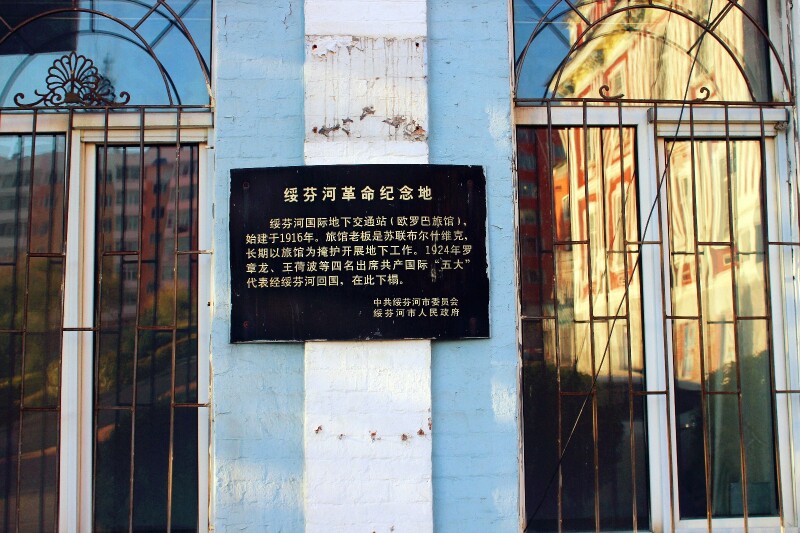 绥芬河革命纪念地
绥芬河国际地下交通站（欧罗巴旅馆），
始建于1916年。旅馆老板是苏联布尔什维克，
长期以旅馆为掩护开展地下工作。1924年罗
章龙、王荷波等四名出席共产国际“五大”
代表经绥芬河回国，在此下榻。
中共绥芬河市委员会
绥芬河市人民政府